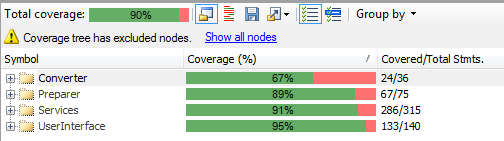 Total coverage: 90% Group by
Coverage tree has excluded nodes. Show all nodes
Symbol Coverage (%) Covered/Total Stmts.
Converter 67% 24/36
Preparer 89% 67/75
Services 91% 286/315
UserInterface 95% 133/140